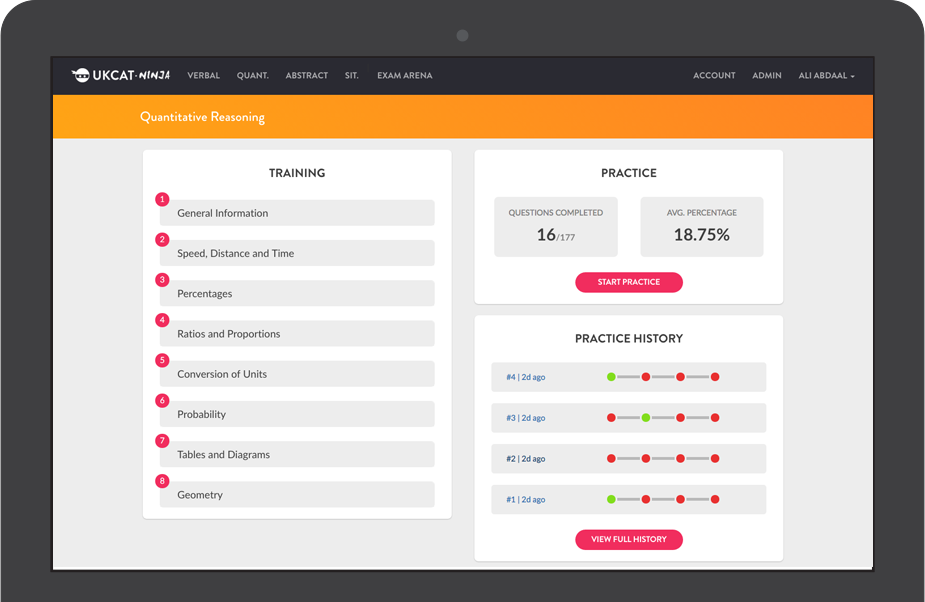 UKCAT·NINJA VERBAL QUANT. ABSTRACT SIT. EXAM ARENA ACCOUNT ADMIN ALI ABDAAL
Quantitative Reasoning
TRAINING
1
General Information
2
Speed, Distance and Time
3
Percentages
4
Ratios and Proportions
5
Conversion of Units
6
Probability
7
Tables and Diagrams
8
Geometry
PRACTICE
QUESTIONS COMPLETED
16/177
AVG. PERCENTAGE
18.75%
START PRACTICE
PRACTICE HISTORY
#4 | 2d ago
#3 | 2d ago
#2 | 2d ago
#1 | 2d ago
VIEW FULL HISTORY